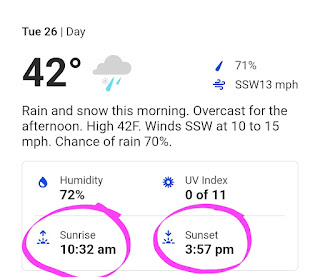 Tue 26 | Day
42°
71%
SSW13 mph
Rain and snow this morning. Overcast for the
afternoon. High 42F. Winds SSW at 10 to 15
mph. Chance of rain 70%.
Humidity
72%
UV Index
0 of 11
Sunrise
10:32 am
Sunset
3:57 pm